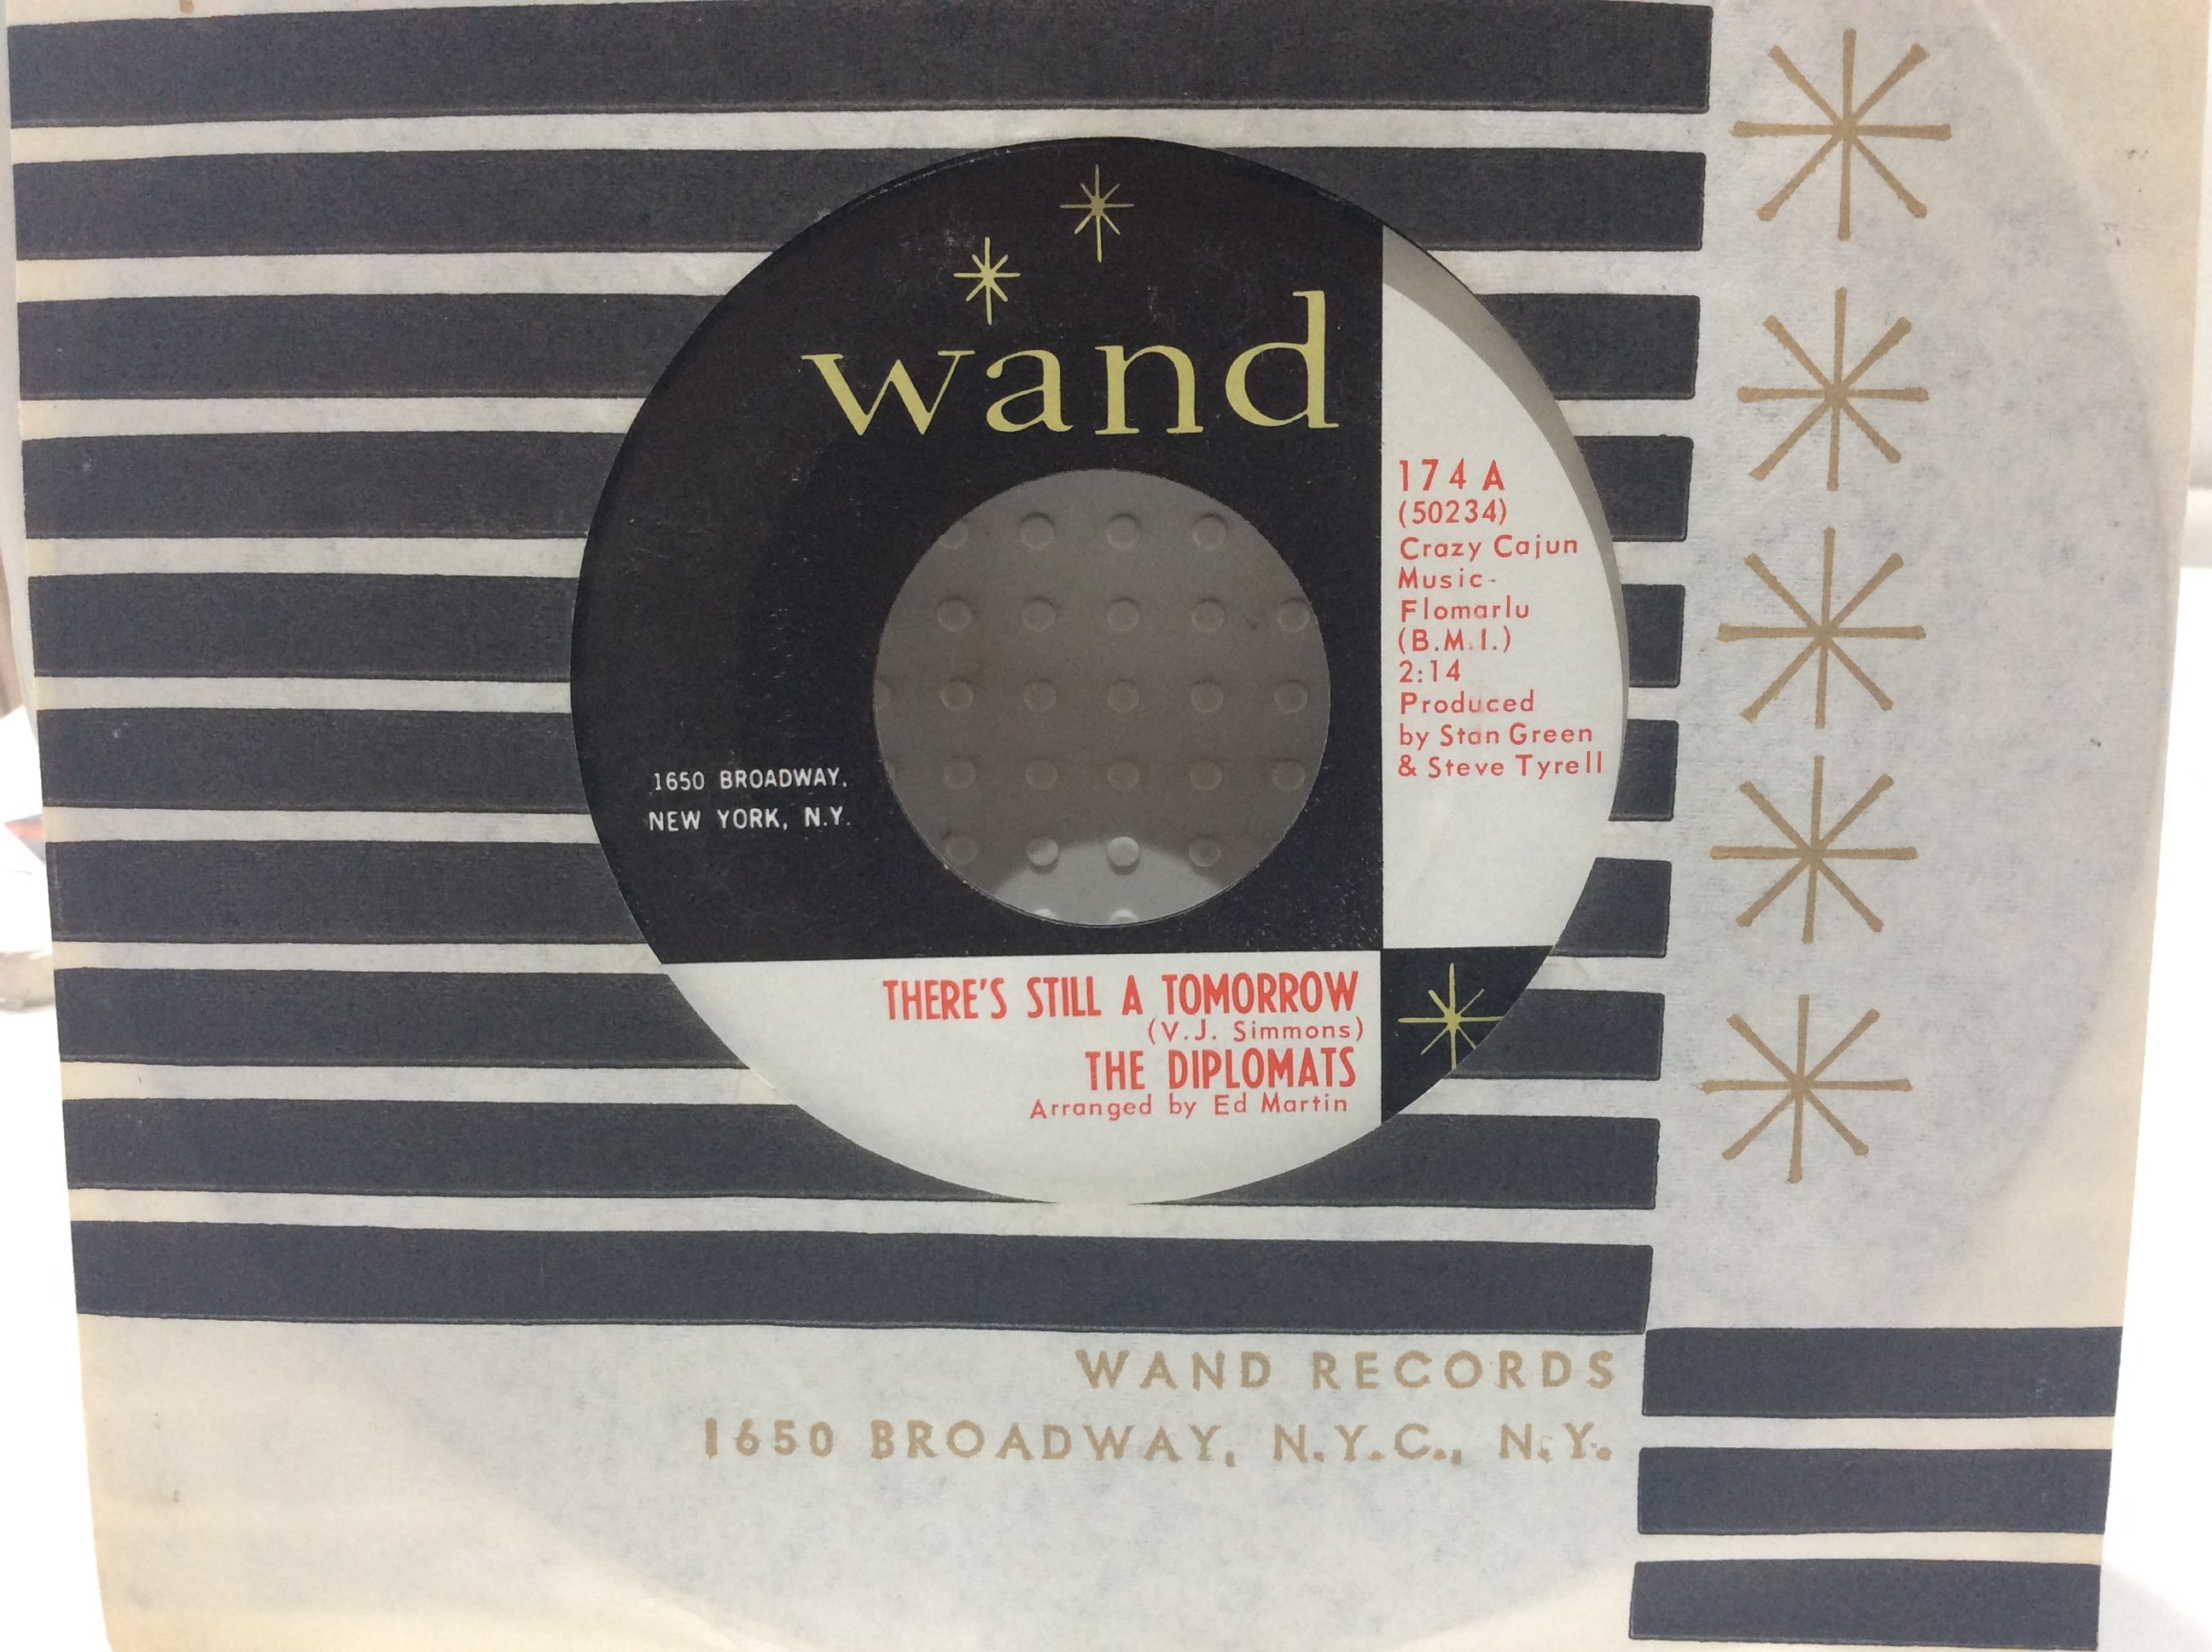 wand
174 A
(50234)
Crazy Cajun
Music-
Flomarlu
(B.M.I.)
2:14
Produced
by Stan Green
& Steve Tyrell
1650 BROADWAY,
NEW YORK, N.Y.
THERE'S STILL A TOMORROW
(V.J. Simmons)
THE DIPLOMATS
Arranged by Ed Martin
WAND RECORDS
1650 BROADWAY, N.Y.C., N.Y.